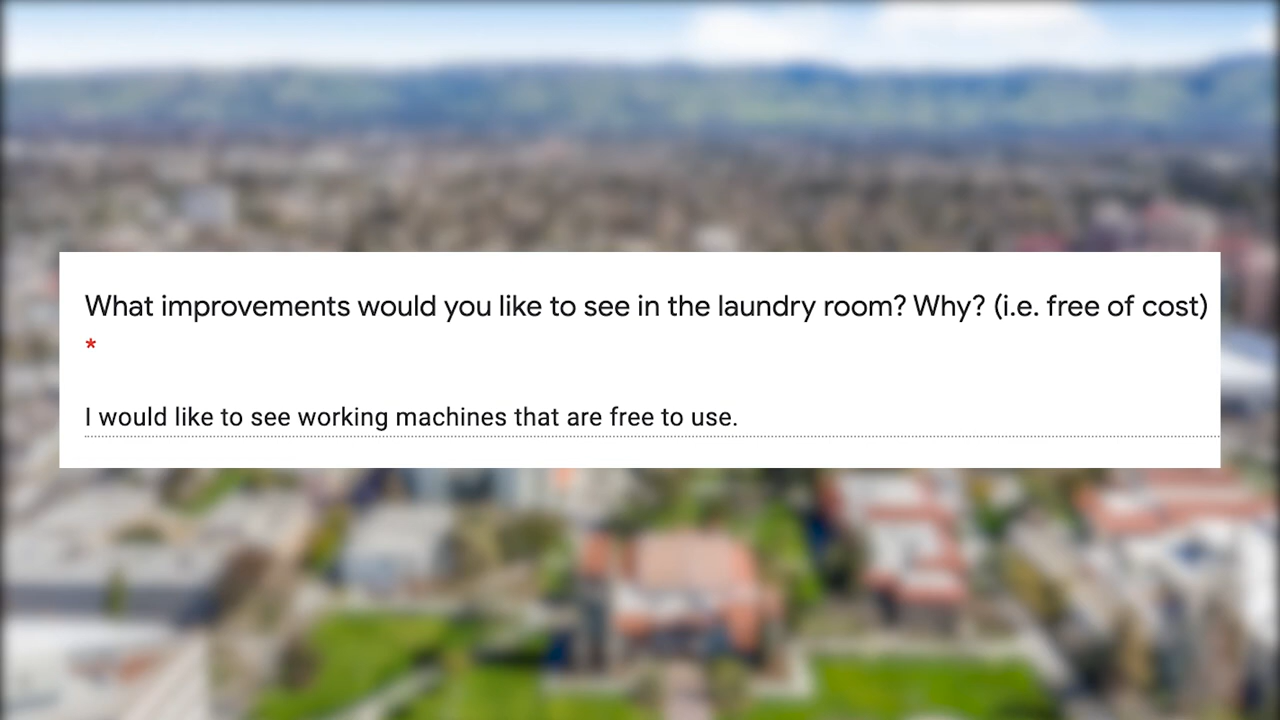 What improvements would you like to see in the laundry room? Why? (i.e. free of cost)
*
I would like to see working machines that are free to use.